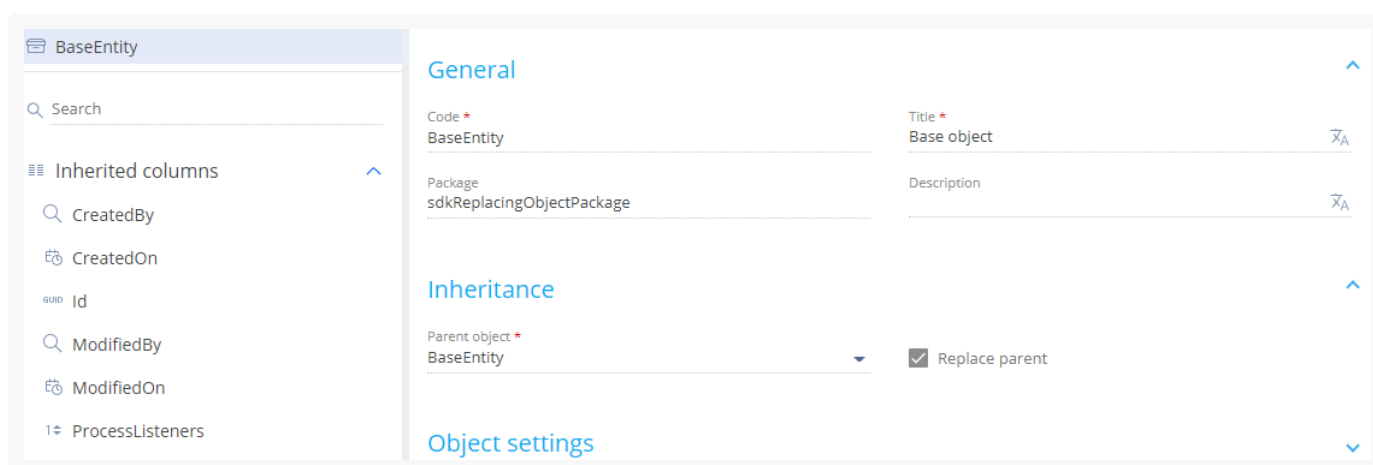 BaseEntity
Search
Inherited columns
CreatedBy
CreatedOn
GUID Id
ModifiedBy
ModifiedOn
1 ProcessListeners
General
Code *
BaseEntity
Title *
Base object
Package
sdkReplacingObjectPackage
Description
Inheritance
Parent object *
BaseEntity
Replace parent
Object settings